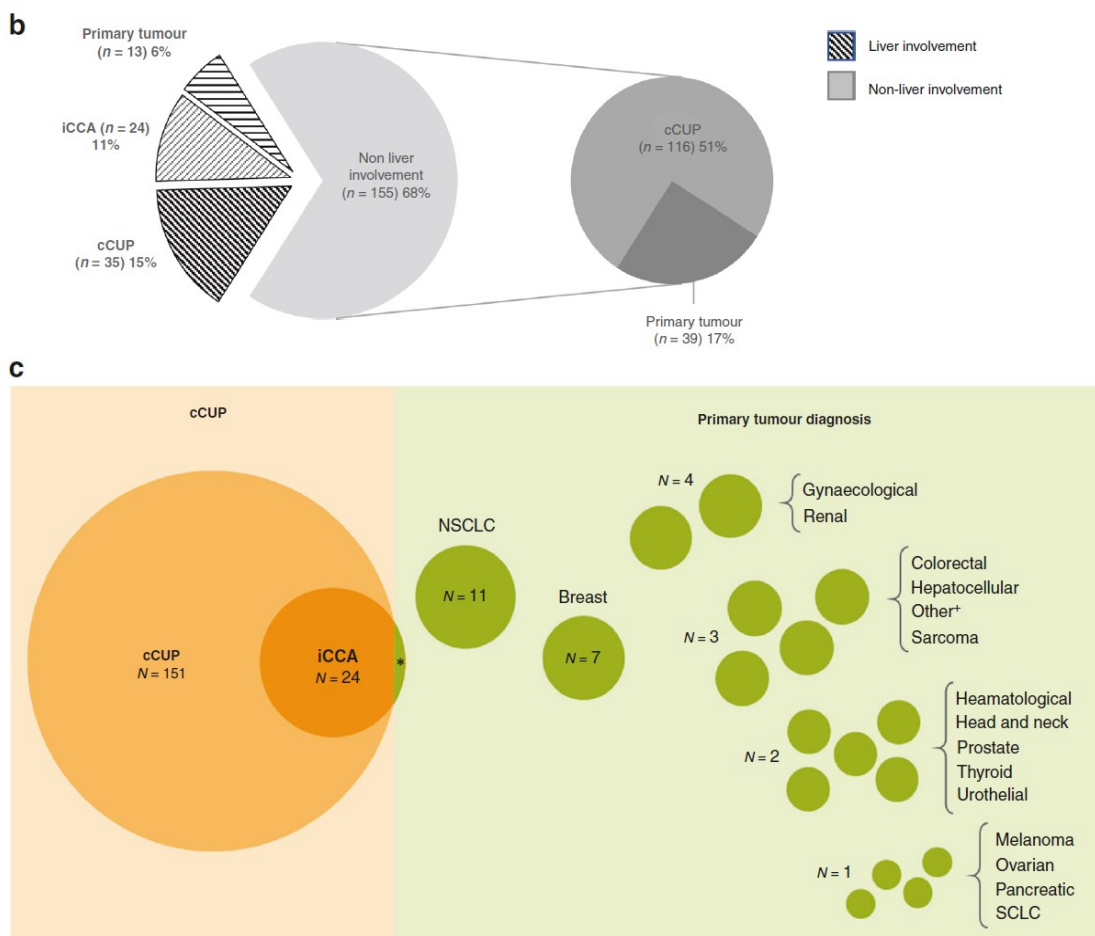 b
Primary tumour
(n = 13) 6%
iCCA (n = 24)
11%
cCUP
(n = 35) 15%
Non liver
involvement
(n = 155) 68%
cCUP
(n = 116) 51%
Primary tumour
(n = 39) 17%
Liver involvement
Non-liver involvement
c
cCUP
Primary tumour diagnosis
cCUP
N = 151
iCCA
N = 24
*
NSCLC
N = 11
Breast
N = 7
N = 4
Gynaecological
Renal
N = 3
Colorectal
Hepatocellular
Other+
Sarcoma
N = 2
Heamatological
Head and neck
Prostate
Thyroid
Urothelial
N = 1
Melanoma
Ovarian
Pancreatic
SCLC